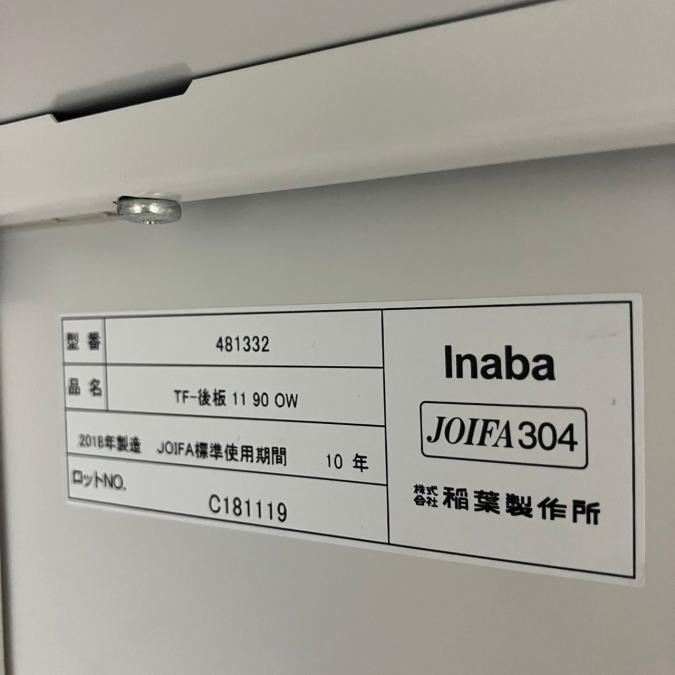 型番 481332
品名 TF-後板 11 90 OW
2018年製造 JOIFA標準使用期間 10 年
ロットNO. C181119
Inaba
JOIFA304
株式会社 稲葉製作所